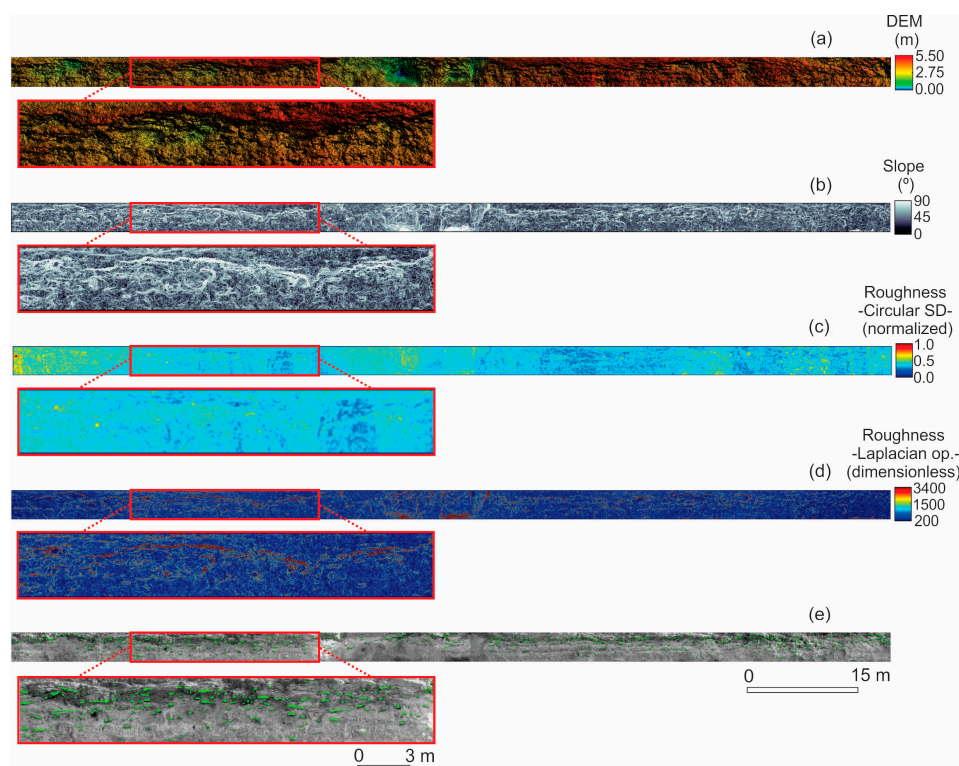 DEM
(a)
(m)
5.50
2.75
0.00
Slope
(b)
(º)
90
45
0
Roughness
-Circular SD-
(c)
(normalized)
1.0
0.5
0.0
Roughness
-Laplacian op.-
(d)
(dimensionless)
3400
1500
200
(e)
0 15 m
0 3 m